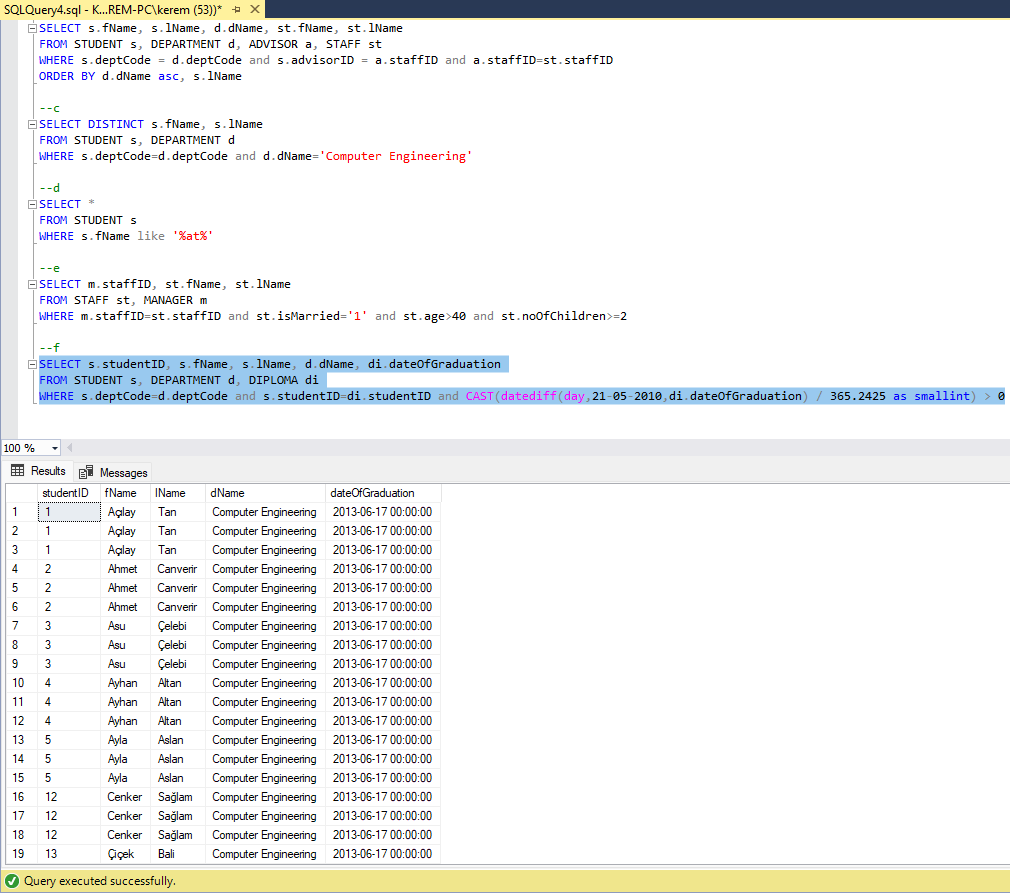 SQLQuery4.sql - K...REM-PC\kerem (53))*
SELECT s.fName, s.lName, d.dName, st.fName, st.lName
FROM STUDENT s, DEPARTMENT d, ADVISOR a, STAFF st
WHERE s.deptCode = d.deptCode and s.advisorID = a.staffID and a.staffID=st.staffID
ORDER BY d.dName asc, s.lName
--c
SELECT DISTINCT s.fName, s.lName
FROM STUDENT s, DEPARTMENT d
WHERE s.deptCode=d.deptCode and d.dName='Computer Engineering'
--d
SELECT *
FROM STUDENT s
WHERE s.fName like '%at%'
--e
SELECT m.staffID, st.fName, st.lName
FROM STAFF st, MANAGER m
WHERE m.staffID=st.staffID and st.isMarried='1' and st.age>40 and st.noOfChildren>=2
--f
SELECT s.studentID, s.fName, s.lName, d.dName, di.dateOfGraduation
FROM STUDENT s, DEPARTMENT d, DIPLOMA di
WHERE s.deptCode=d.deptCode and s.studentID=di.studentID and CAST(datediff(day,21-05-2010,di.dateOfGraduation) / 365.2425 as smallint) > 0
100 %
Results Messages
studentID fName lName dName dateOfGraduation
1 1 Açılay Tan Computer Engineering 2013-06-17 00:00:00
2 1 Açılay Tan Computer Engineering 2013-06-17 00:00:00
3 1 Açılay Tan Computer Engineering 2013-06-17 00:00:00
4 2 Ahmet Canverir Computer Engineering 2013-06-17 00:00:00
5 2 Ahmet Canverir Computer Engineering 2013-06-17 00:00:00
6 2 Ahmet Canverir Computer Engineering 2013-06-17 00:00:00
7 3 Asu Çelebi Computer Engineering 2013-06-17 00:00:00
8 3 Asu Çelebi Computer Engineering 2013-06-17 00:00:00
9 3 Asu Çelebi Computer Engineering 2013-06-17 00:00:00
10 4 Ayhan Altan Computer Engineering 2013-06-17 00:00:00
11 4 Ayhan Altan Computer Engineering 2013-06-17 00:00:00
12 4 Ayhan Altan Computer Engineering 2013-06-17 00:00:00
13 5 Ayla Aslan Computer Engineering 2013-06-17 00:00:00
14 5 Ayla Aslan Computer Engineering 2013-06-17 00:00:00
15 5 Ayla Aslan Computer Engineering 2013-06-17 00:00:00
16 12 Cenker Sağlam Computer Engineering 2013-06-17 00:00:00
17 12 Cenker Sağlam Computer Engineering 2013-06-17 00:00:00
18 12 Cenker Sağlam Computer Engineering 2013-06-17 00:00:00
19 13 Çiçek Bali Computer Engineering 2013-06-17 00:00:00
Query executed successfully.